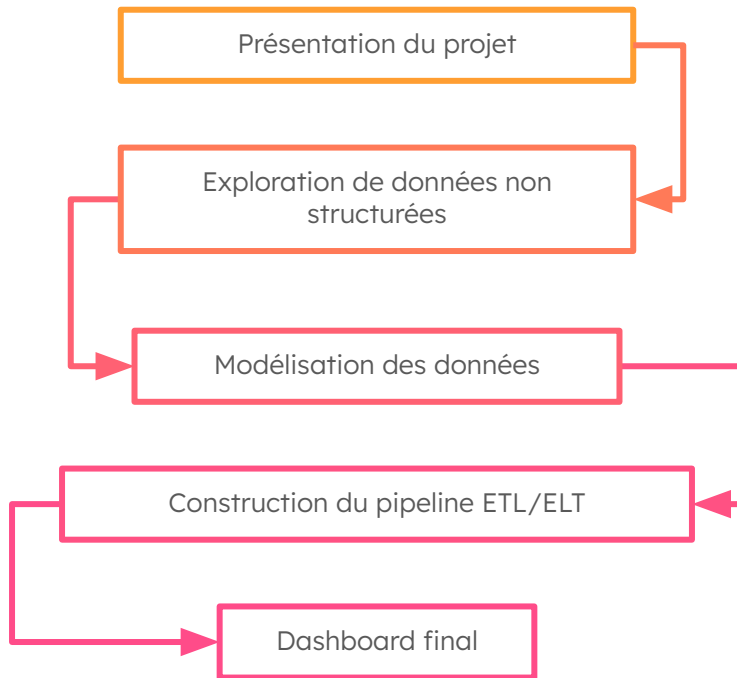 Présentation du projet
Exploration de données non
structurées
Modélisation des données
Construction du pipeline ETL/ELT
Dashboard final